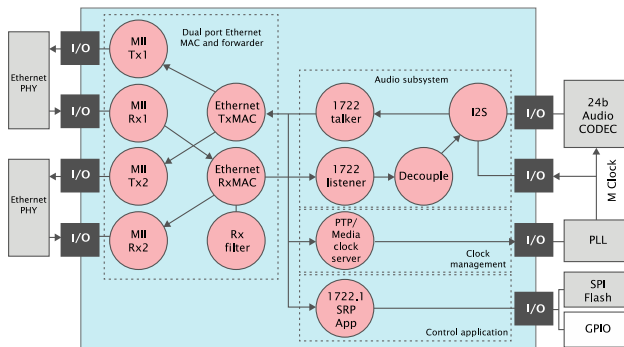 Dual port Ethernet
MAC and forwarder
Ethernet
PHY
I/O
I/O
MII
Tx1
MII
Rx1
Ethernet
TxMAC
Ethernet
PHY
I/O
I/O
MII
Tx2
MII
Rx2
Ethernet
RxMAC
Rx
filter
Audio subsystem
1722
talker
I2S
1722
listener
Decouple
PTP/
Media
clock
server
Clock
management
1722.1
SRP
App
Control application
I/O
I/O
I/O
I/O
24b
Audio
CODEC
M Clock
PLL
SPI
Flash
GPIO